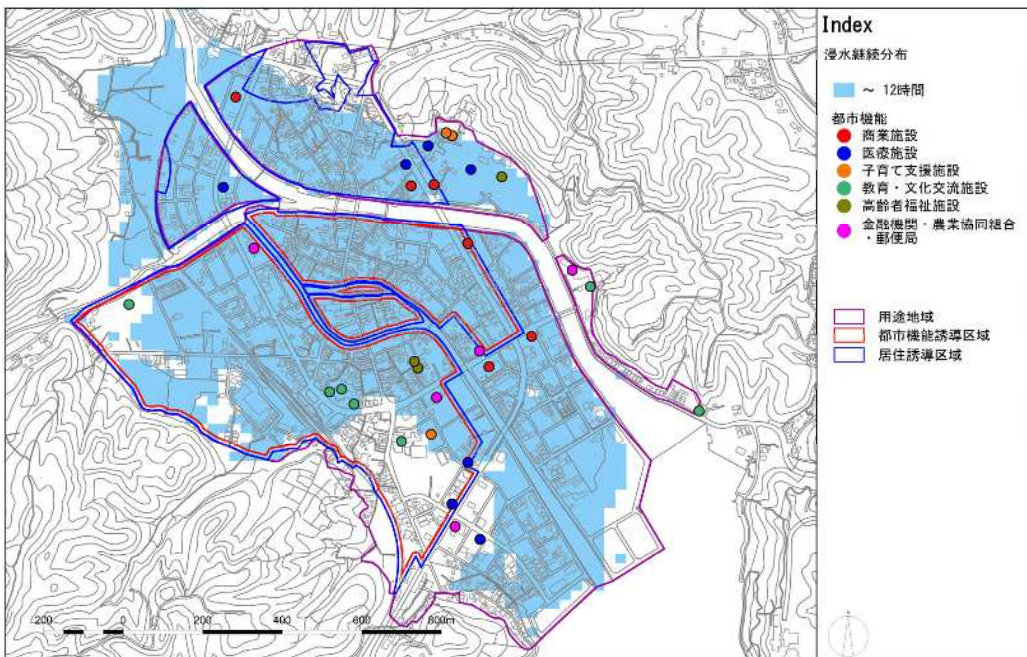 Index
浸水継続分布
～ 12時間
都市機能
商業施設
医療施設
子育て支援施設
教育・文化交流施設
高齢者福祉施設
金融機関・農業協同組合
・郵便局
用途地域
都市機能誘導区域
居住誘導区域
200 0 200 400 600 800m